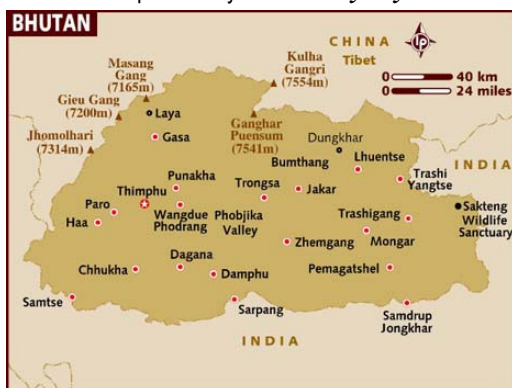 BHUTAN
CHINA
Tibet
lp
0 40 km
0 24 miles
Masang
Gang
(7165m)
Kulha
Gangri
(7554m)
Gieu Gang
(7200m)
Laya
Ganghar
Puensum
(7541m)
Jhomolhari
(7314m)
Gasa
Dungkhar
Bumthang
Lhuentse
INDIA
Trashi
Yangtse
Punakha
Thimphu
Trongsa
Jakar
Paro
Haa
Wangdue
Phodrang
Phobjika
Valley
Trashigang
Sakteng
Wildlife
Sanctuary
Zhemgang
Mongar
Chhukha
Dagana
Damphu
Pemagatshel
Samtse
Sarpang
Samdrup
Jongkhar
INDIA